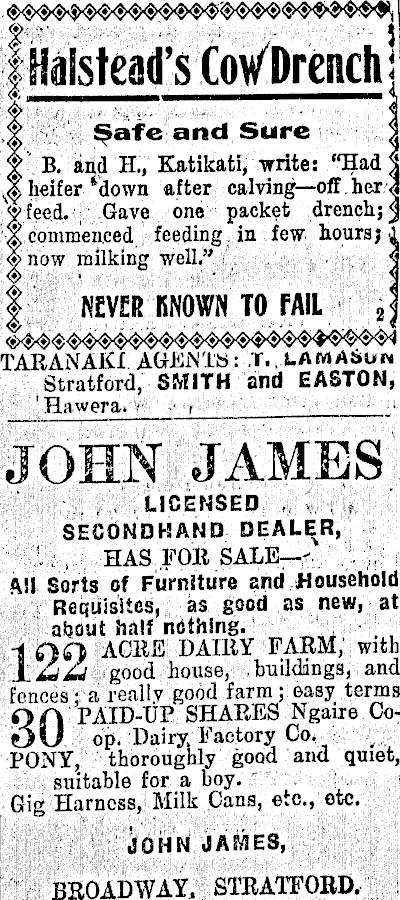 Halstead's Cow Drench
Safe and Sure
B. and H., Katikati, write: "Had
heifer down after calving—off her
feed. Gave one packet drench;
commenced feeding in few hours;
now milking well."
NEVER KNOWN TO FAIL 2
TARANAKI AGENTS: T. LAMASON
Stratford, SMITH and EASTON,
Hawera.
JOHN JAMES
LICENSED
SECONDHAND DEALER,
HAS FOR SALE—
All Sorts of Furniture and Household
Requisites, as good as new, at
about half nothing.
122 ACRE DAIRY FARM, with
good house, buildings, and
fences; a really good farm; easy terms
30 PAID-UP SHARES Ngaire Co-
op. Dairy Factory Co.
PONY, thoroughly good and quiet,
suitable for a boy.
Gig Harness, Milk Cans, etc., etc.
JOHN JAMES,
BROADWAY, STRATFORD.